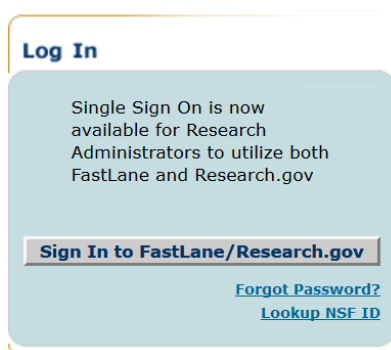 Log In
Single Sign On is now
available for Research
Administrators to utilize both
FastLane and Research.gov
Sign In to FastLane/Research.gov
Forgot Password?
Lookup NSF ID